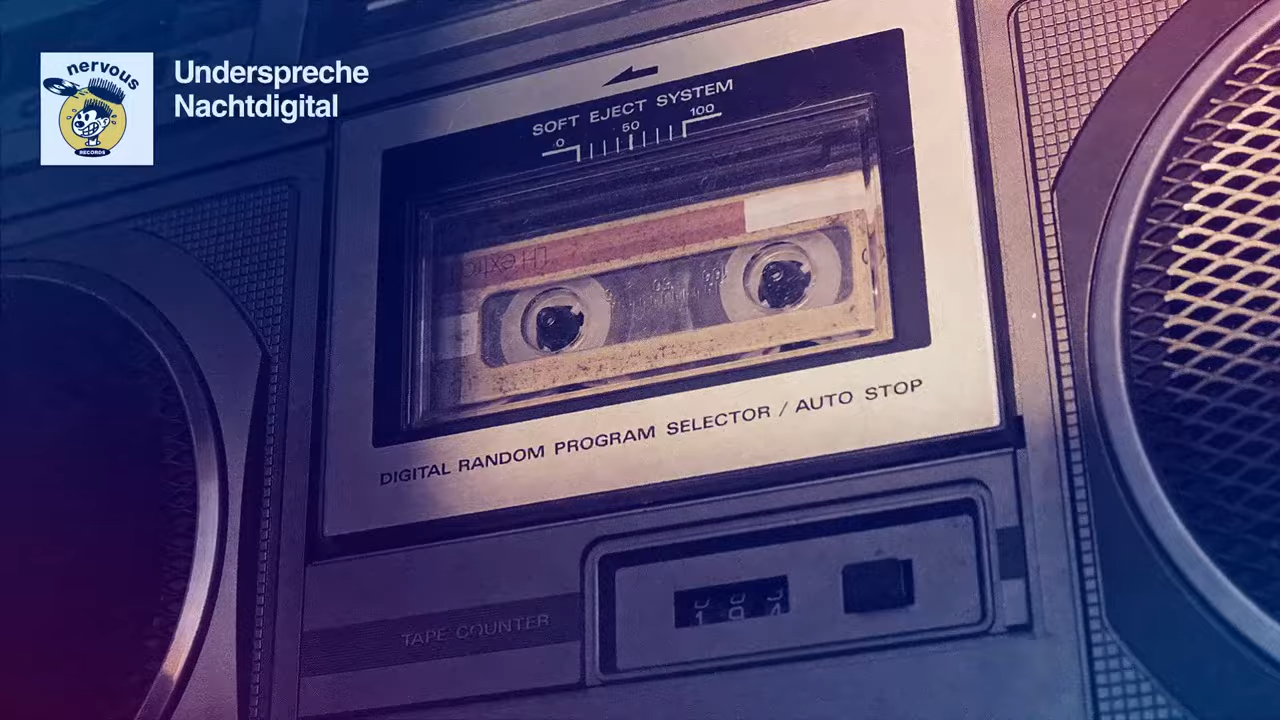 nervous
RECORDS
Underspreche
Nachtdigital
SOFT EJECT SYSTEM
0 50 100
DIGITAL RANDOM PROGRAM SELECTOR / AUTO STOP
TAPE COUNTER